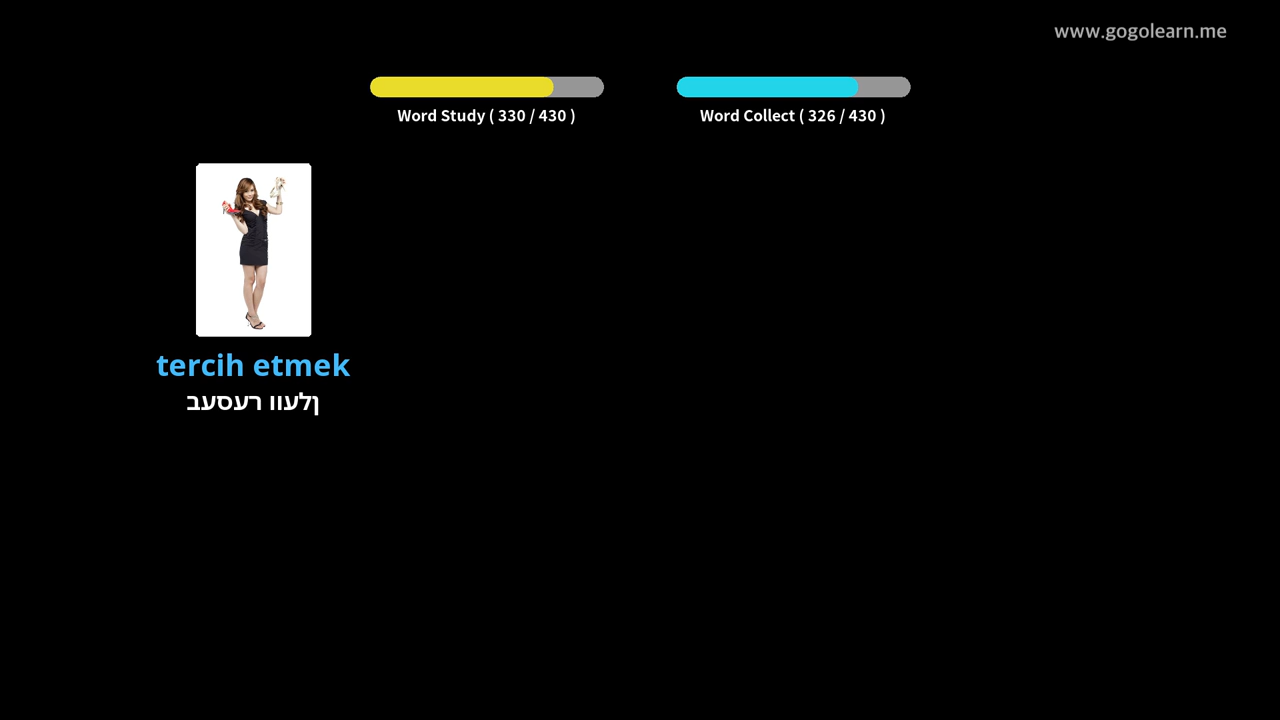 www.gogolearn.me
Word Study ( 330 / 430 )
Word Collect ( 326 / 430 )
tercih etmek
בעסער וועלן